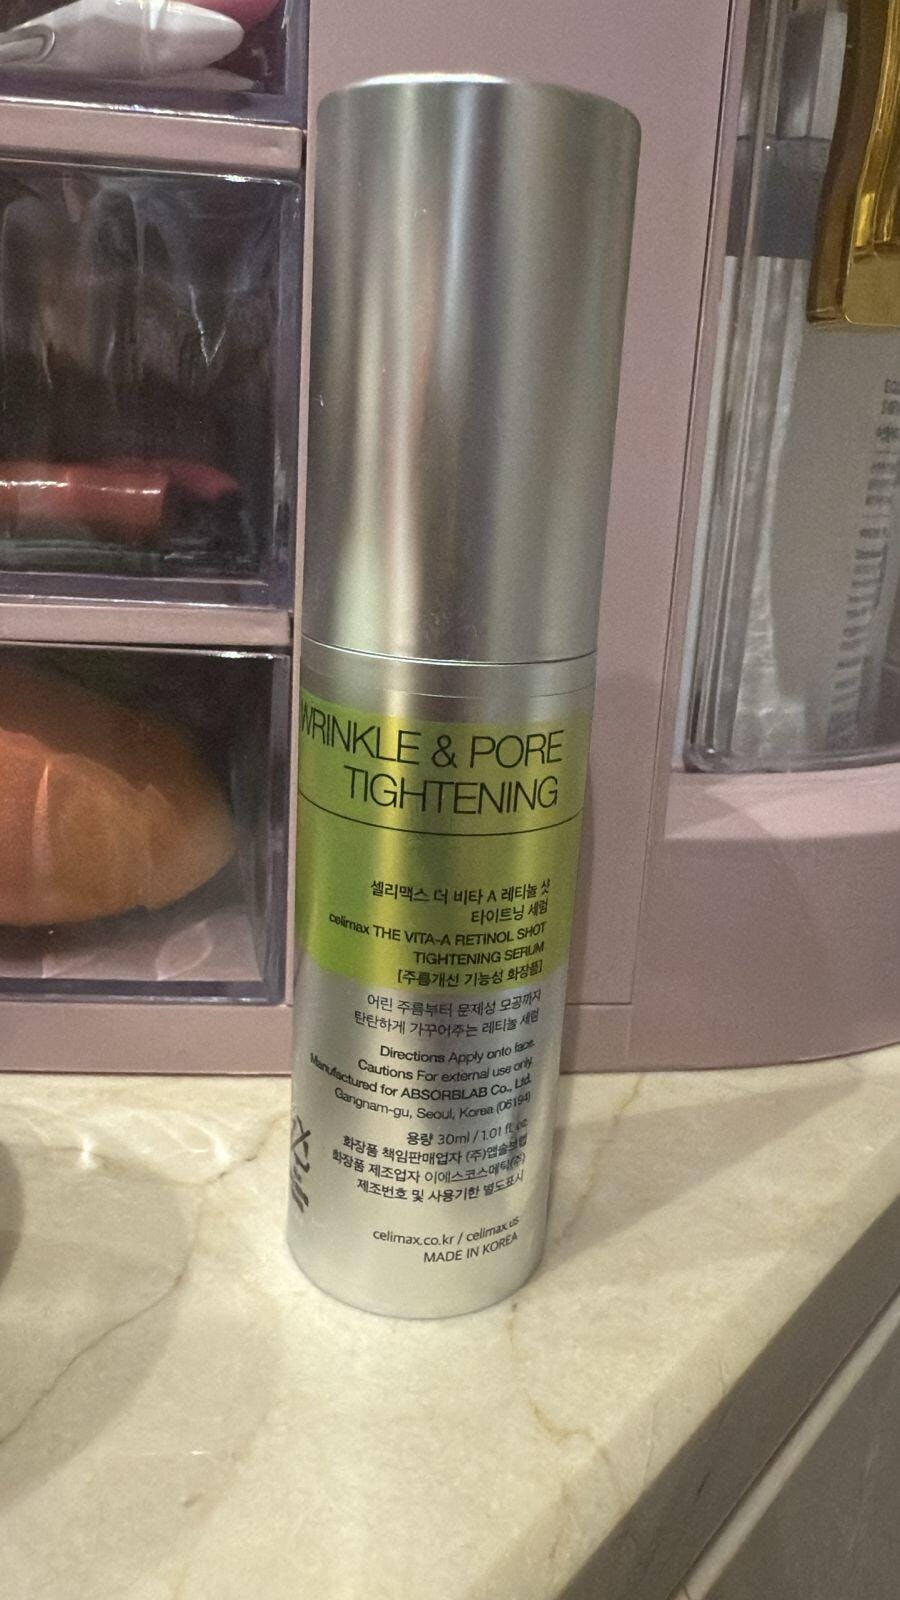 WRINKLE & PORE
TIGHTENING
셀리맥스 더 비타 A 레티놀 샷
타이트닝 세럼
celimax THE VITA-A RETINOL SHOT
TIGHTENING SERUM
[주름개선 기능성 화장품]
어린 주름부터 문제성 모공까지
탄탄하게 가꾸어주는 레티놀 세럼
Directions Apply onto face.
Cautions For external use only.
Manufactured for ABSORBLAB Co., Ltd.
Gangnam-gu, Seoul, Korea (06194)
용량 30ml / 1.01 fl. oz.
화장품 책임판매업자 (주)앱솔브랩
화장품 제조업자 이에스코스메틱(주)
제조번호 및 사용기한 별도표시
celimax.co.kr / celimax.us
MADE IN KOREA